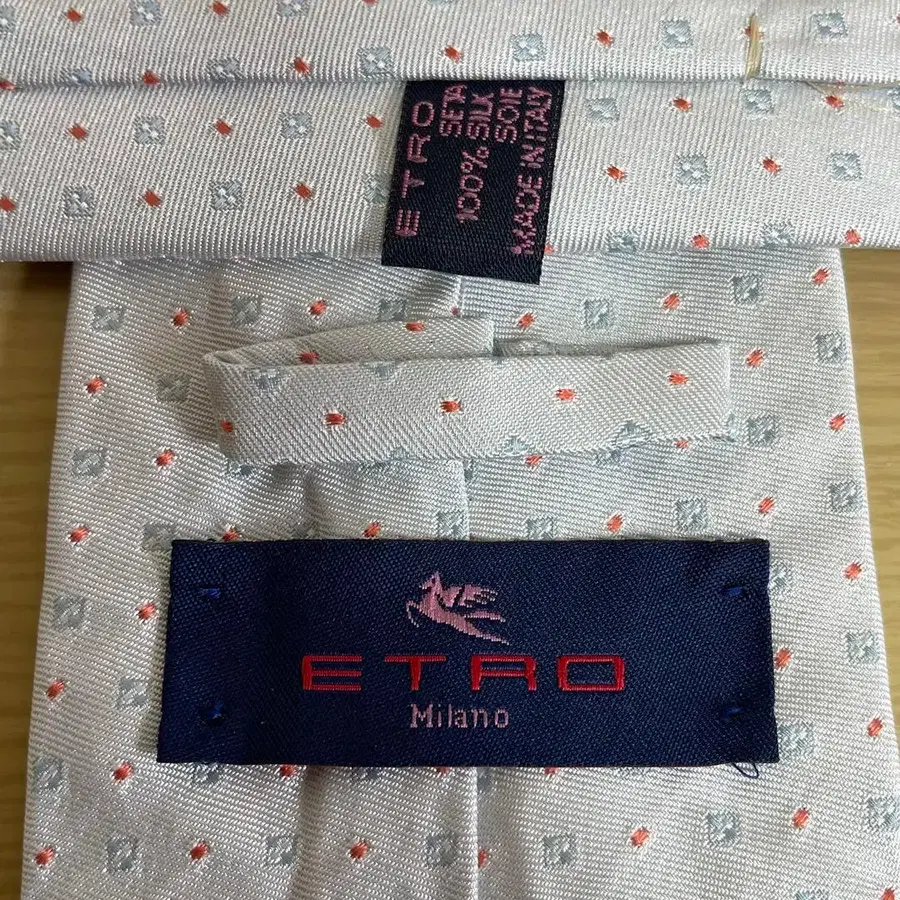 ETRO
100% SETA
SILK
SOIE
MADE IN ITALY
ETRO
Milano